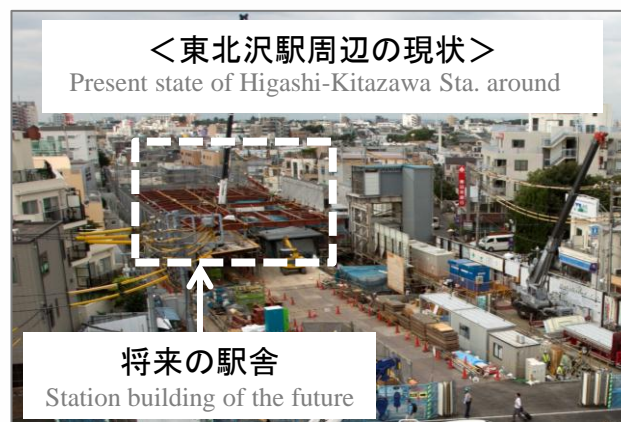 ＜東北沢駅周辺の現状＞
Present state of Higashi-Kitazawa Sta. around
将来の駅舎
Station building of the future